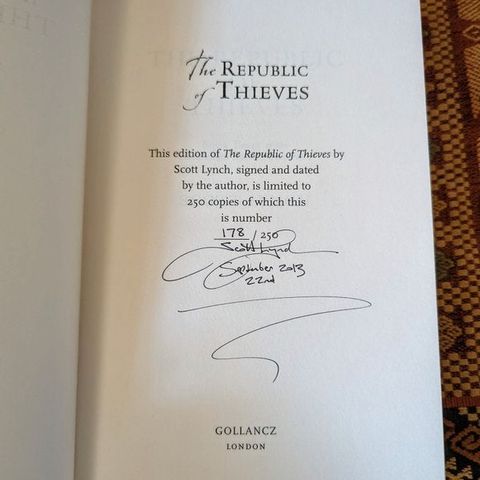 The REPUBLIC
of THIEVES
This edition of The Republic of Thieves by
Scott Lynch, signed and dated
by the author, is limited to
250 copies of which this
is number
178 / 250
Scott Lynch
September 2013
22nd
GOLLANCZ
LONDON